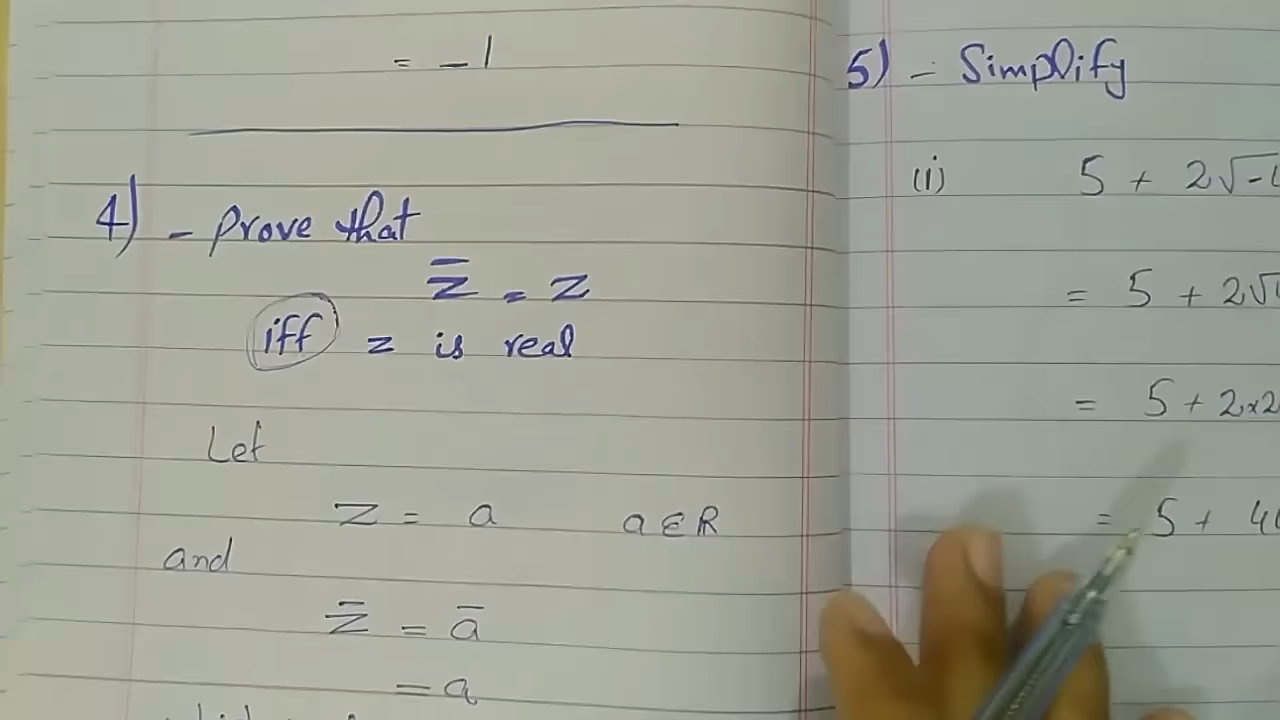 = -1
4) - Prove that
z̄ = z
iff z is real
Let
z = a a ∈ R
and
z̄ = ā
= a
5) - Simplify
(i) 5 + 2√-
= 5 + 2√
= 5 + 2×2
= 5 + 4